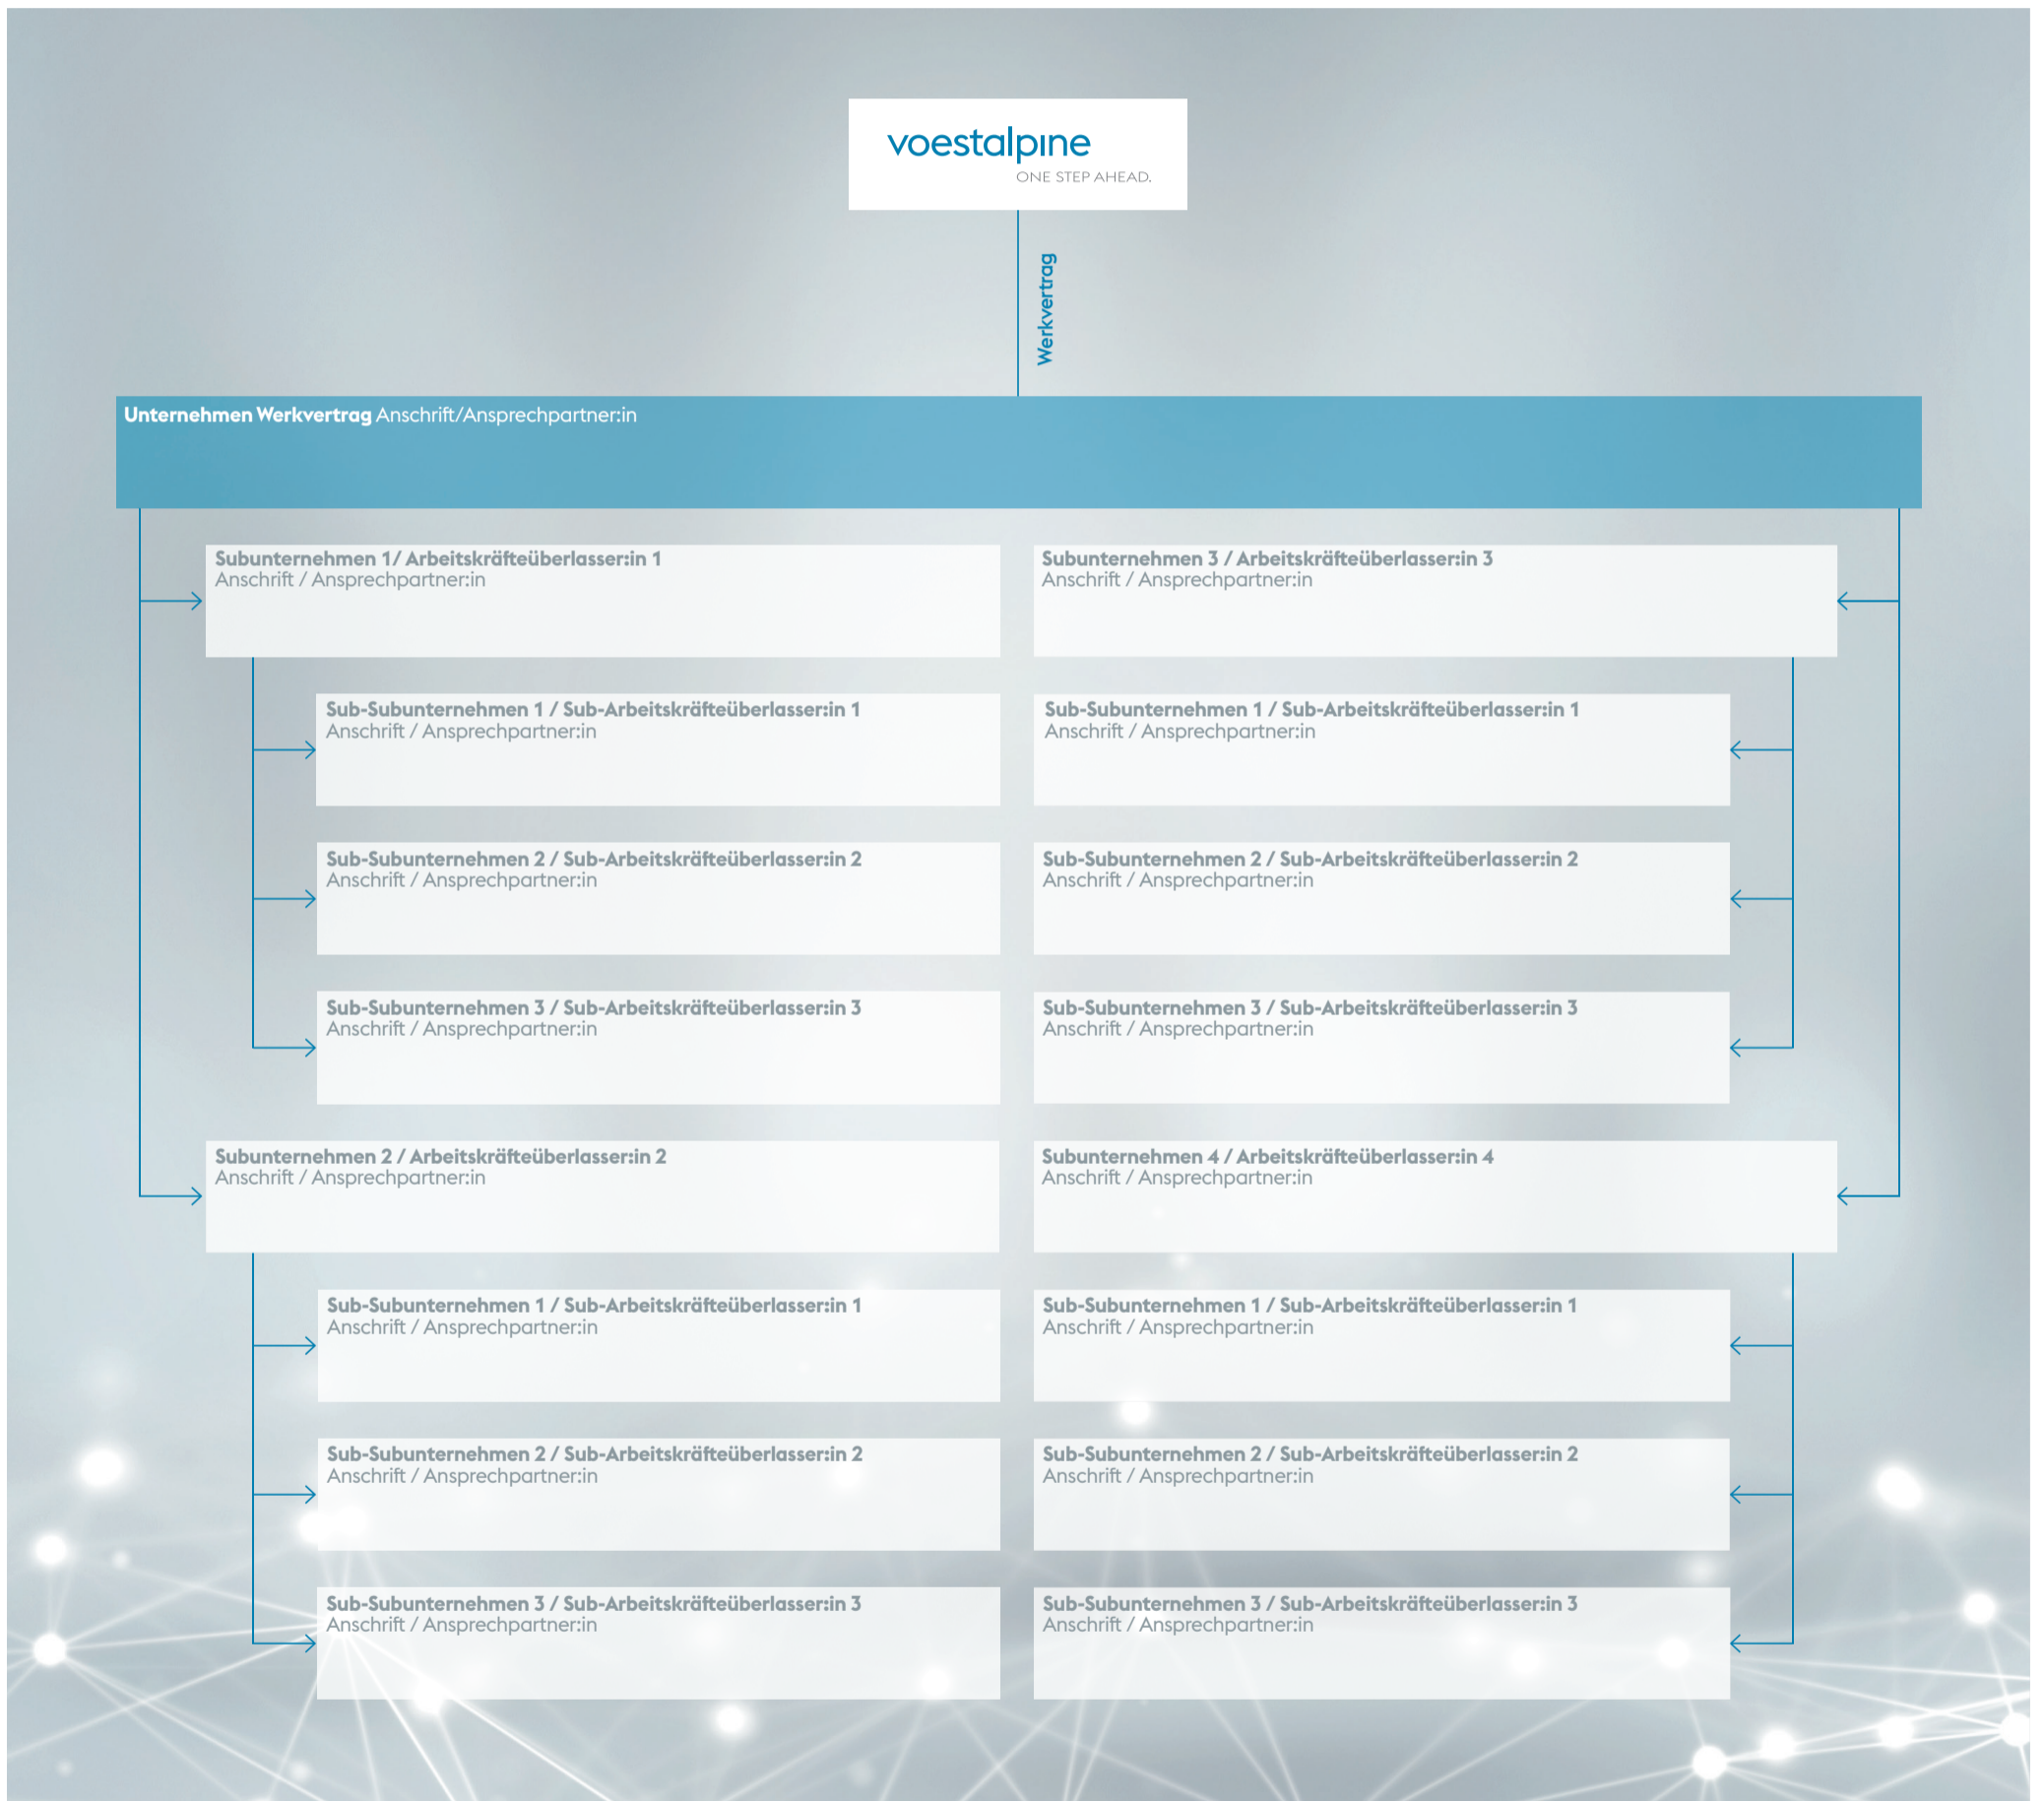 voestalpine
ONE STEP AHEAD.
Werkvertrag
Unternehmen Werkvertrag Anschrift/Ansprechpartner:in
Subunternehmen 1/ Arbeitskräfteüberlasser:in 1
Anschrift / Ansprechpartner:in
Sub-Subunternehmen 1 / Sub-Arbeitskräfteüberlasser:in 1
Anschrift / Ansprechpartner:in
Sub-Subunternehmen 2 / Sub-Arbeitskräfteüberlasser:in 2
Anschrift / Ansprechpartner:in
Sub-Subunternehmen 3 / Sub-Arbeitskräfteüberlasser:in 3
Anschrift / Ansprechpartner:in
Subunternehmen 2 / Arbeitskräfteüberlasser:in 2
Anschrift / Ansprechpartner:in
Sub-Subunternehmen 1 / Sub-Arbeitskräfteüberlasser:in 1
Anschrift / Ansprechpartner:in
Sub-Subunternehmen 2 / Sub-Arbeitskräfteüberlasser:in 2
Anschrift / Ansprechpartner:in
Sub-Subunternehmen 3 / Sub-Arbeitskräfteüberlasser:in 3
Anschrift / Ansprechpartner:in
Subunternehmen 3 / Arbeitskräfteüberlasser:in 3
Anschrift / Ansprechpartner:in
Sub-Subunternehmen 1 / Sub-Arbeitskräfteüberlasser:in 1
Anschrift / Ansprechpartner:in
Sub-Subunternehmen 2 / Sub-Arbeitskräfteüberlasser:in 2
Anschrift / Ansprechpartner:in
Sub-Subunternehmen 3 / Sub-Arbeitskräfteüberlasser:in 3
Anschrift / Ansprechpartner:in
Subunternehmen 4 / Arbeitskräfteüberlasser:in 4
Anschrift / Ansprechpartner:in
Sub-Subunternehmen 1 / Sub-Arbeitskräfteüberlasser:in 1
Anschrift / Ansprechpartner:in
Sub-Subunternehmen 2 / Sub-Arbeitskräfteüberlasser:in 2
Anschrift / Ansprechpartner:in
Sub-Subunternehmen 3 / Sub-Arbeitskräfteüberlasser:in 3
Anschrift / Ansprechpartner:in